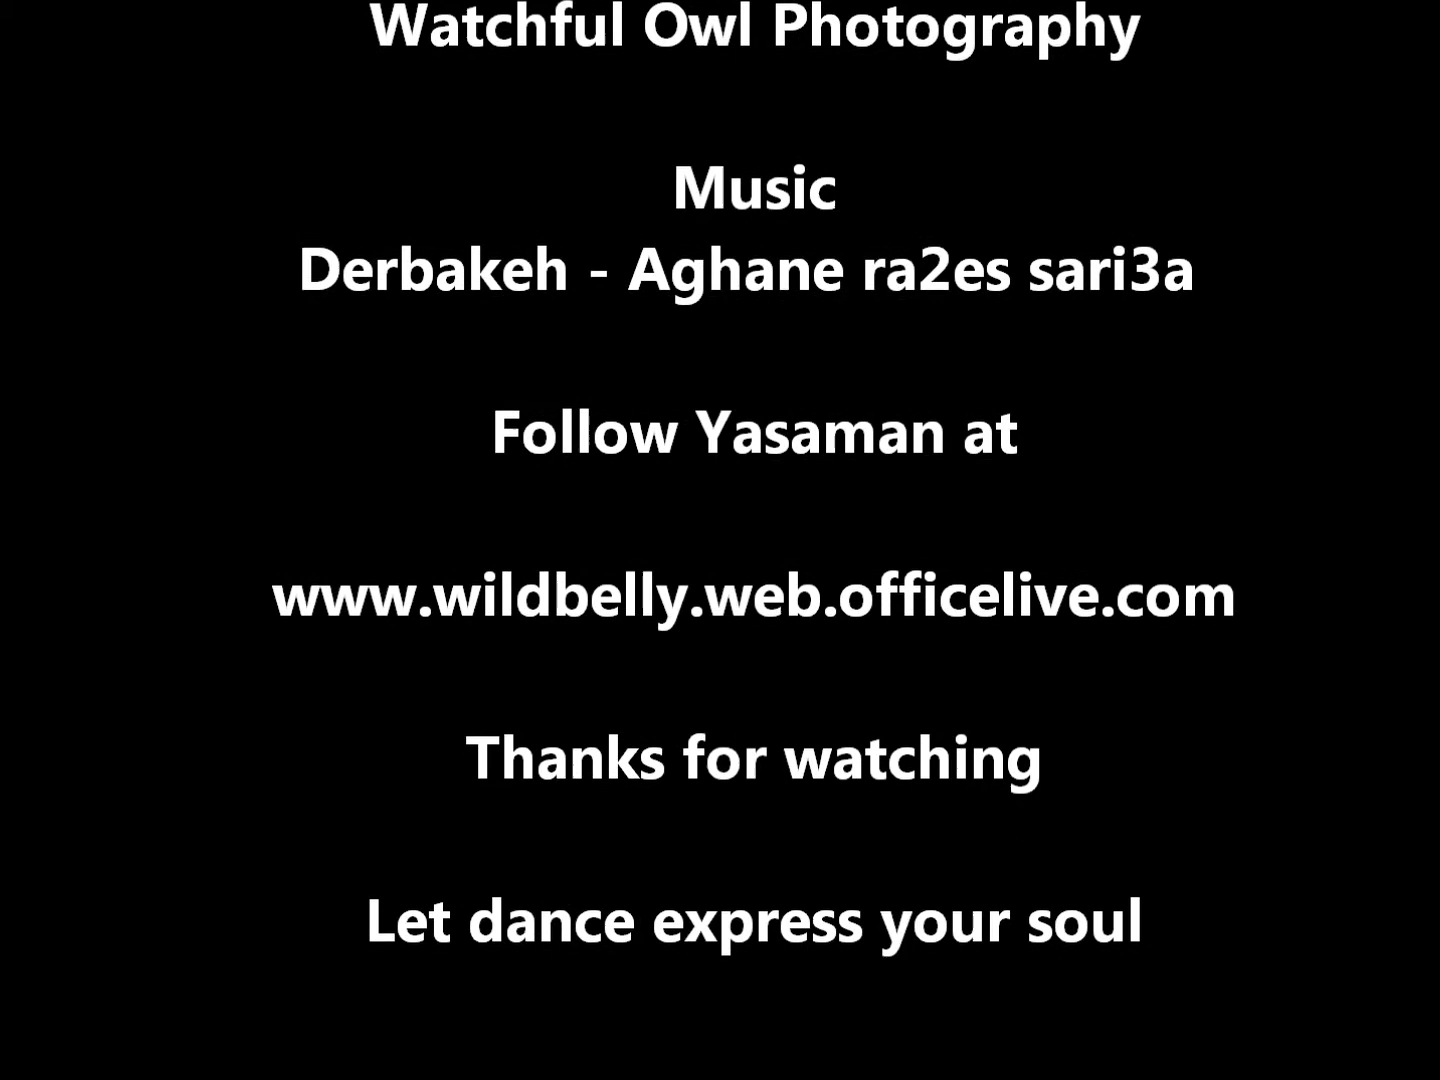 Watchful Owl Photography
Music
Derbakeh - Aghane ra2es sari3a
Follow Yasaman at
www.wildbelly.web.officelive.com
Thanks for watching
Let dance express your soul